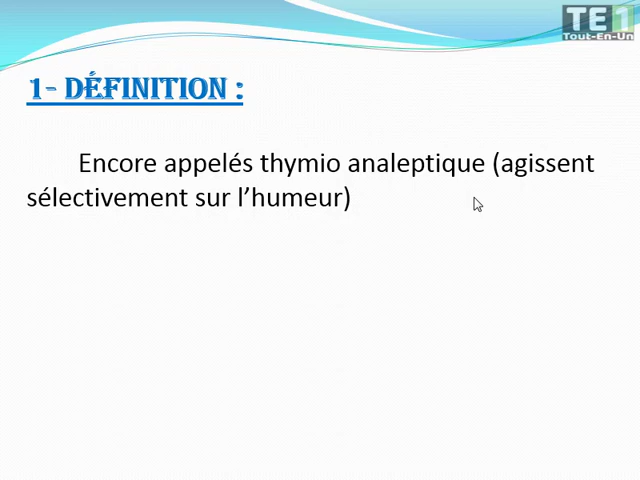 TE1
Tout-En-Un
1- DÉFINITION :
Encore appelés thymio analeptique (agissent
sélectivement sur l’humeur)